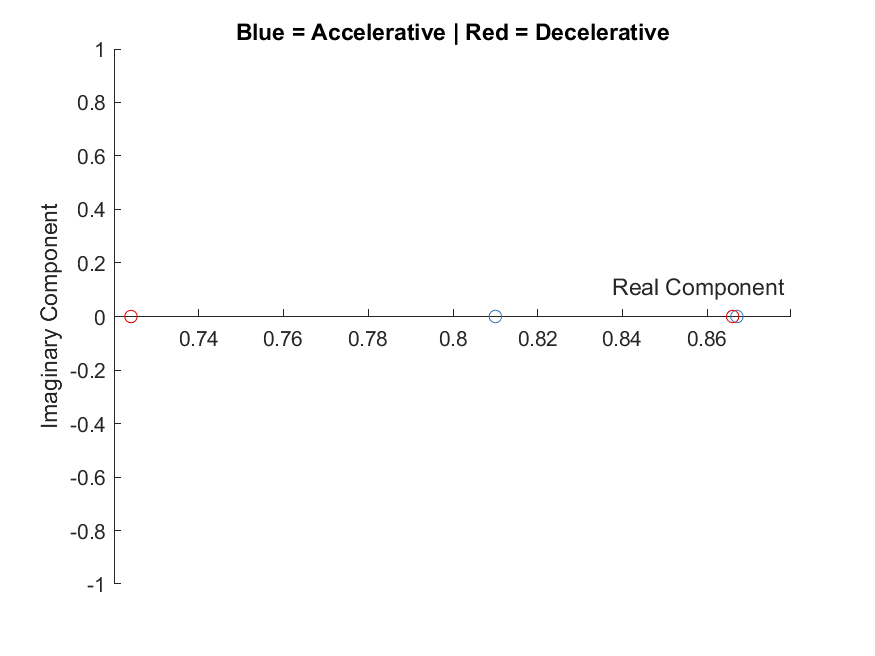 Blue = Accelerative | Red = Decelerative
1
0.8
0.6
0.4
0.2
0
-0.2
-0.4
-0.6
-0.8
-1
Imaginary Component
Real Component
0.74 0.76 0.78 0.8 0.82 0.84 0.86